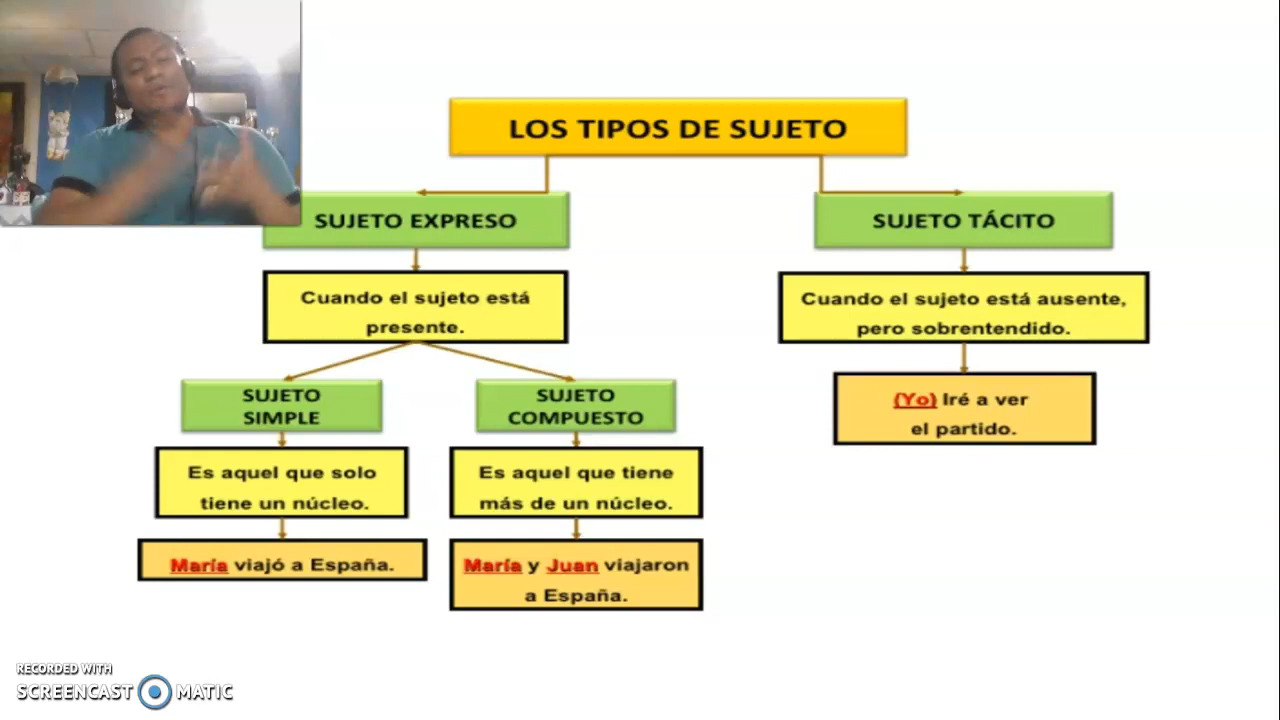 LOS TIPOS DE SUJETO
SUJETO EXPRESO
SUJETO TÁCITO
Cuando el sujeto está
presente.
Cuando el sujeto está ausente,
pero sobrentendido.
SUJETO
SIMPLE
SUJETO
COMPUESTO
(Yo) Iré a ver
el partido.
Es aquel que solo
tiene un núcleo.
Es aquel que tiene
más de un núcleo.
María viajó a España.
María y Juan viajaron
a España.
RECORDED WITH
SCREENCAST MATIC